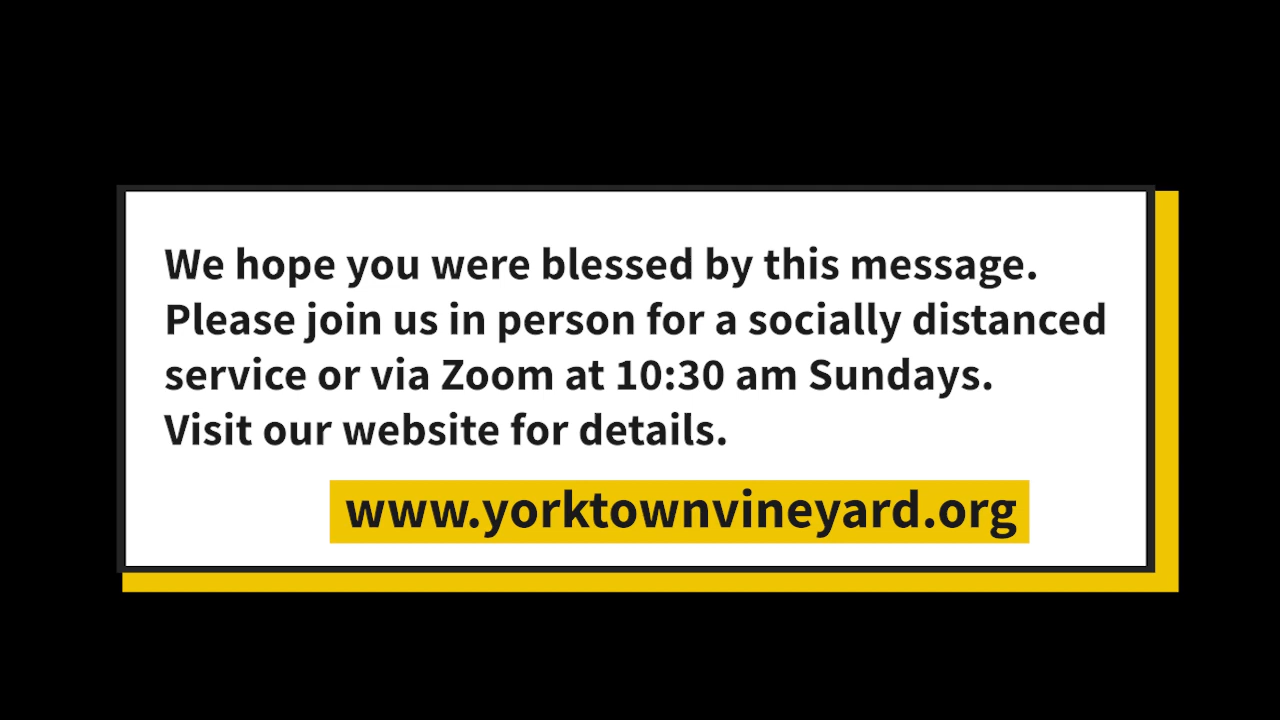 We hope you were blessed by this message.
Please join us in person for a socially distanced
service or via Zoom at 10:30 am Sundays.
Visit our website for details.
www.yorktownvineyard.org